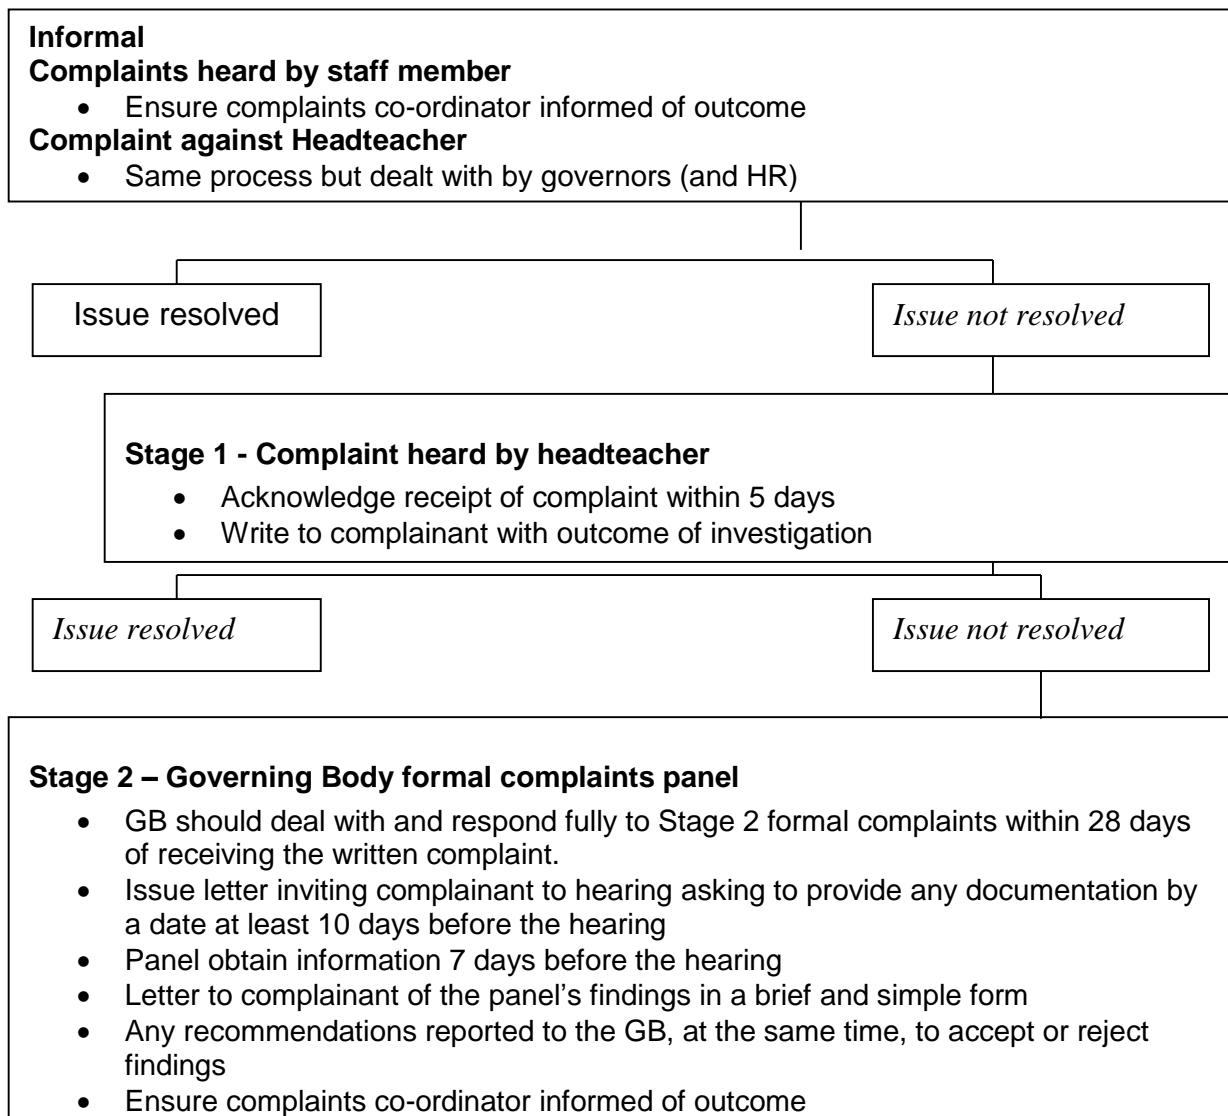 Informal
Complaints heard by staff member
• Ensure complaints co-ordinator informed of outcome
Complaint against Headteacher
• Same process but dealt with by governors (and HR)
Issue resolved
Issue not resolved
Stage 1 - Complaint heard by headteacher
• Acknowledge receipt of complaint within 5 days
• Write to complainant with outcome of investigation
Issue resolved
Issue not resolved
Stage 2 – Governing Body formal complaints panel
• GB should deal with and respond fully to Stage 2 formal complaints within 28 days
of receiving the written complaint.
• Issue letter inviting complainant to hearing asking to provide any documentation by
a date at least 10 days before the hearing
• Panel obtain information 7 days before the hearing
• Letter to complainant of the panel’s findings in a brief and simple form
• Any recommendations reported to the GB, at the same time, to accept or reject
findings
• Ensure complaints co-ordinator informed of outcome